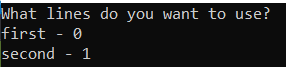 What lines do you want to use?
first - 0
second - 1